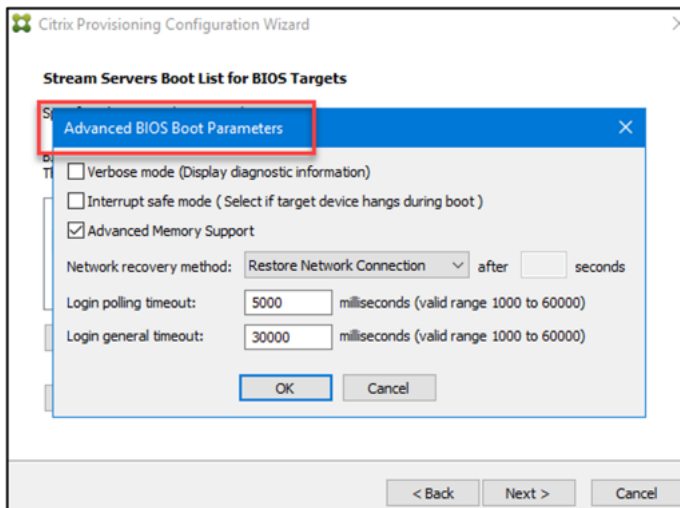 Citrix Provisioning Configuration Wizard
Stream Servers Boot List for BIOS Targets
Advanced BIOS Boot Parameters
Verbose mode (Display diagnostic information)
Interrupt safe mode ( Select if target device hangs during boot )
Advanced Memory Support
Network recovery method: Restore Network Connection after seconds
Login polling timeout: 5000 milliseconds (valid range 1000 to 60000)
Login general timeout: 30000 milliseconds (valid range 1000 to 60000)
OK Cancel
< Back Next > Cancel